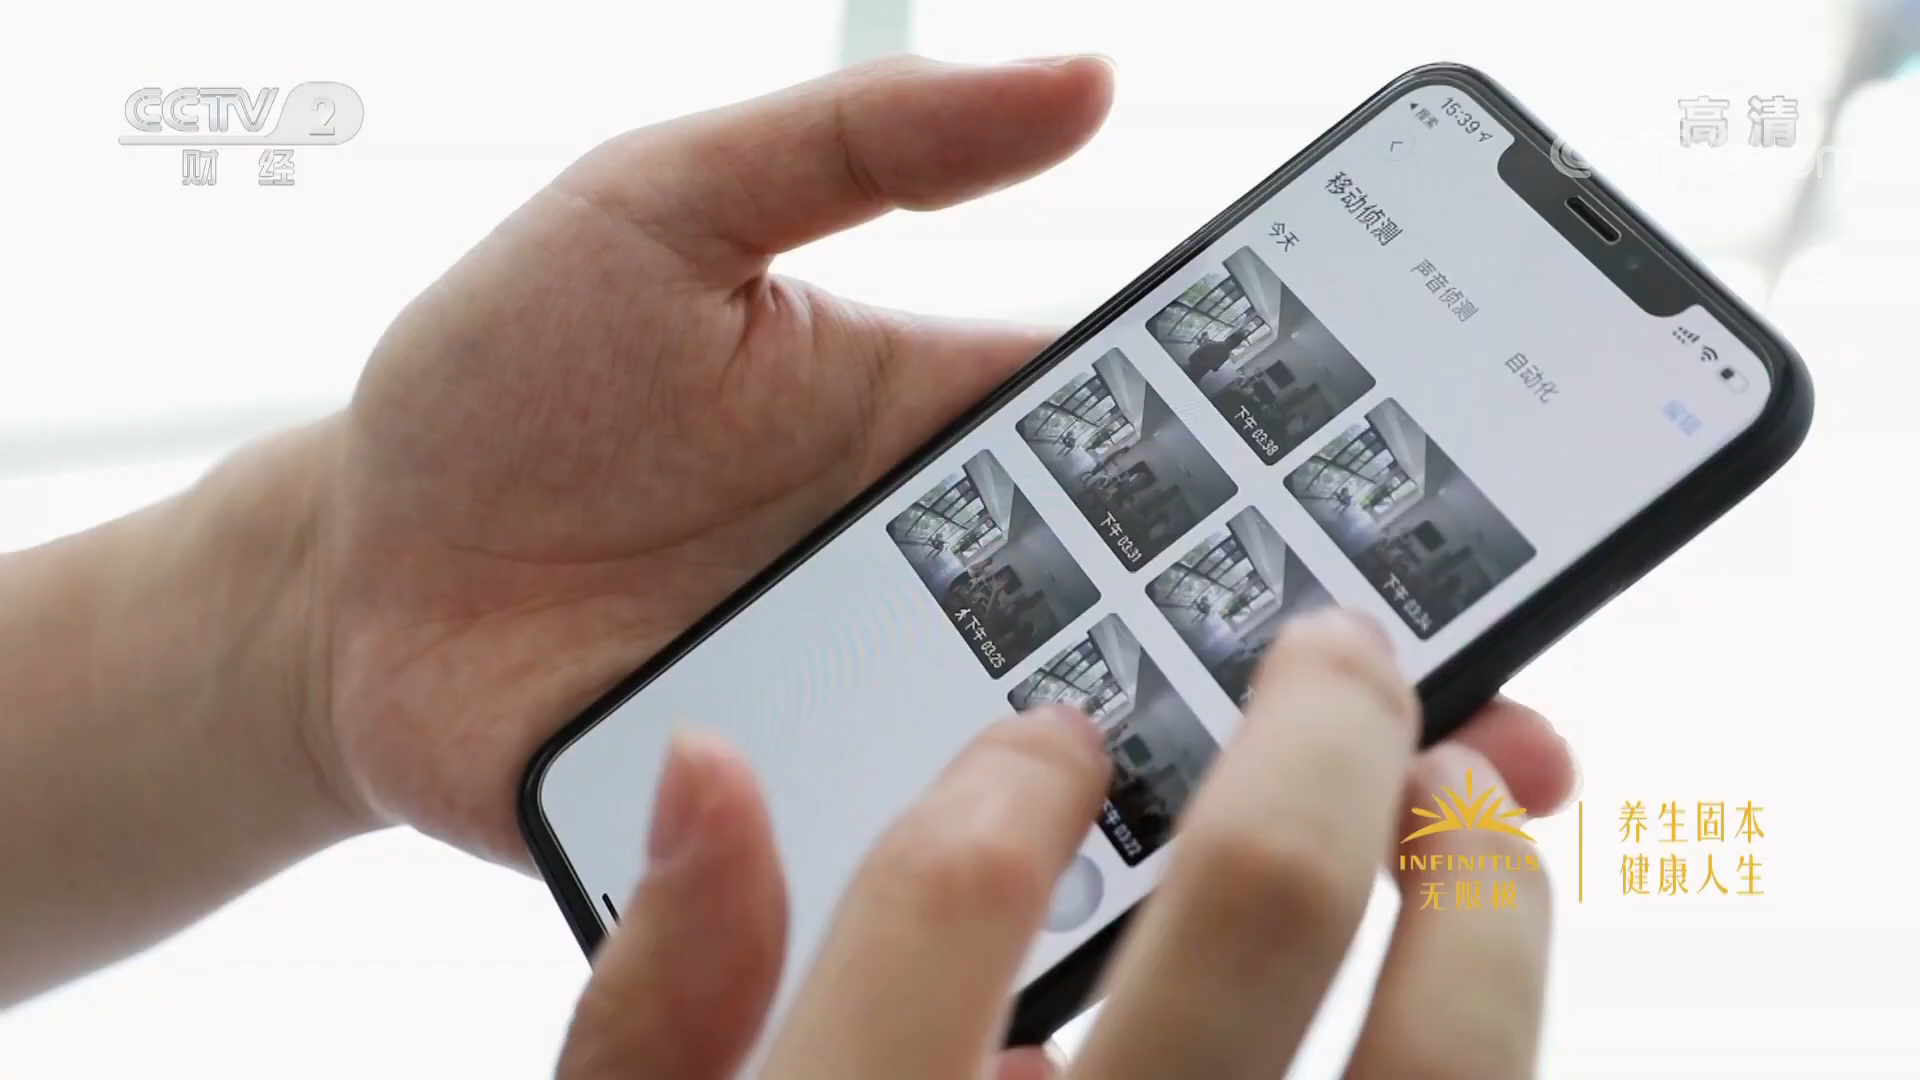 CCTV 2
财 经
高清
15:39
搜索
移动侦测
声音侦测
自动化
今天
下午 03:38
下午 03:34
下午 03:31
下午 03:25
下午 03:22
INFINITUS
无限极
养生固本
健康人生